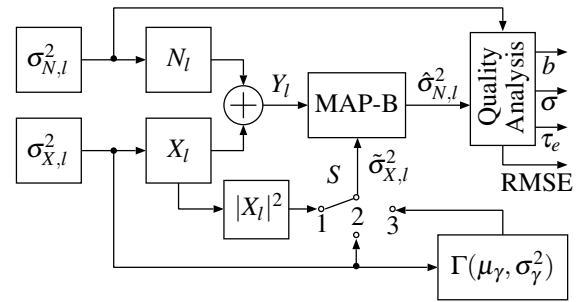 σ²_{N,l}
N_l
Y_l
MAP-B
σ̂²_{N,l}
Quality Analysis
b
σ
τ_e
RMSE
σ²_{X,l}
X_l
|X_l|²
S
σ̃²_{X,l}
1
2
3
Γ(μ_γ, σ²_γ)